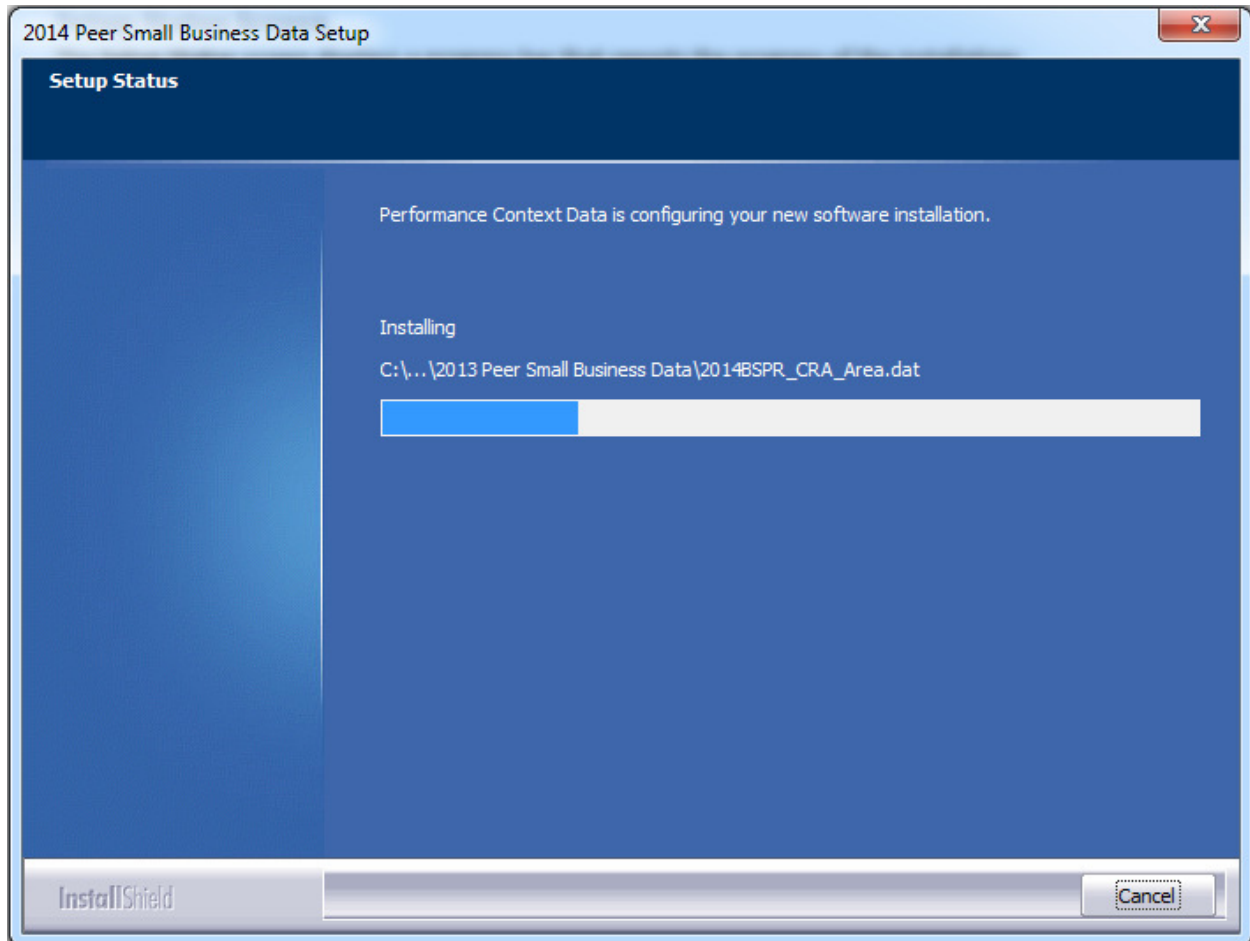 2014 Peer Small Business Data Setup
Setup Status
Performance Context Data is configuring your new software installation.
Installing
C:\...\2013 Peer Small Business Data\2014BSPR_CRA_Area.dat
InstallShield
Cancel